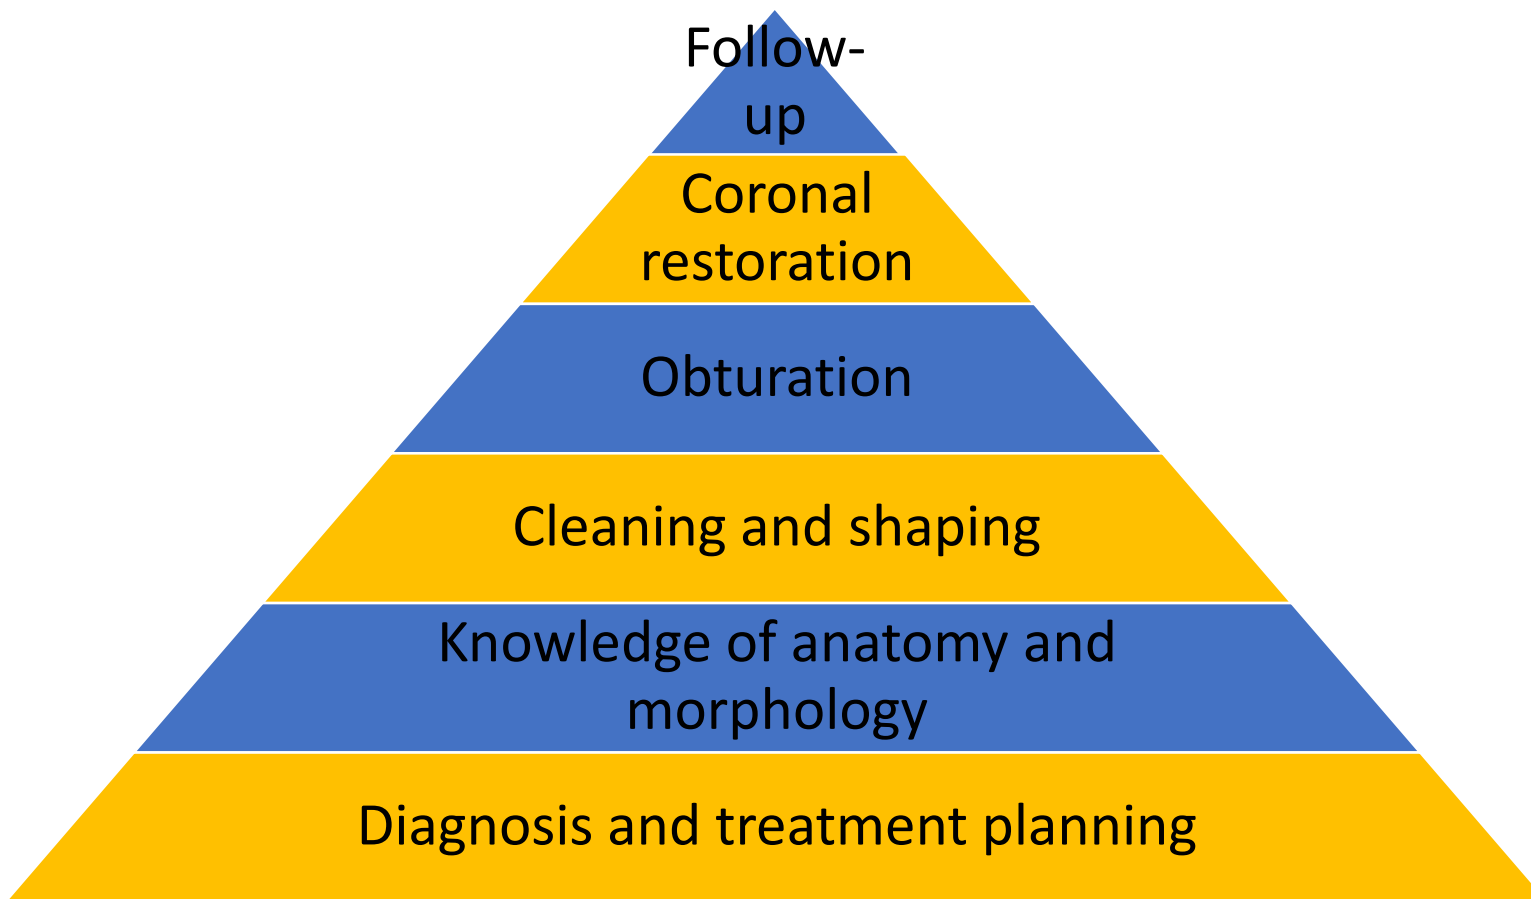 Follow-
up
Coronal
restoration
Obturation
Cleaning and shaping
Knowledge of anatomy and
morphology
Diagnosis and treatment planning